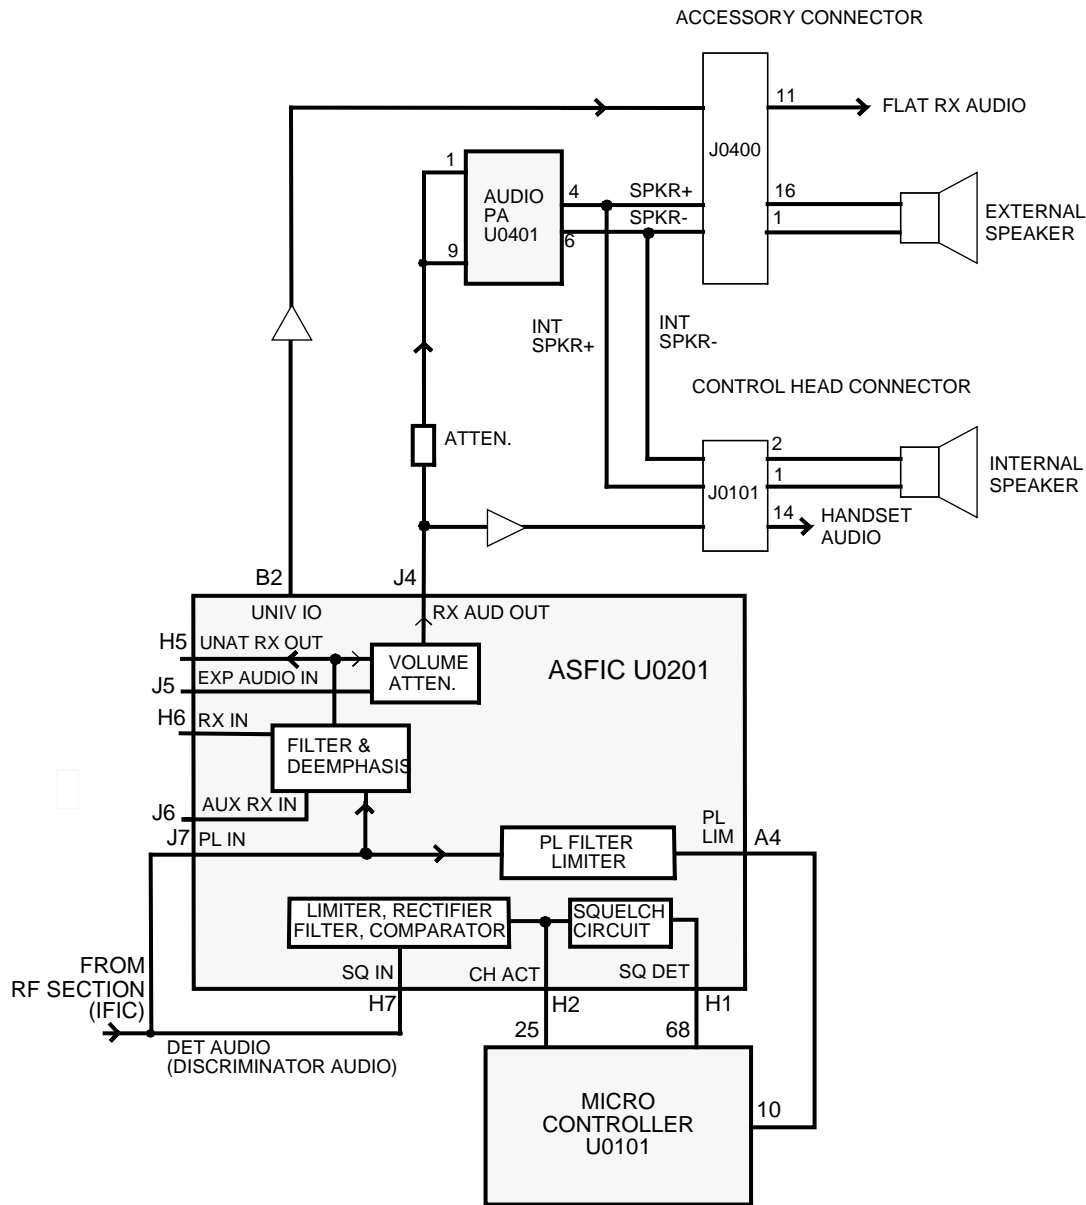 ACCESSORY CONNECTOR
11
FLAT RX AUDIO
J0400
1
AUDIO
PA
U0401
4
SPKR+
16
SPKR-
1
EXTERNAL
SPEAKER
9
6
INT
SPKR+
INT
SPKR-
CONTROL HEAD CONNECTOR
ATTEN.
2
J0101
1
INTERNAL
SPEAKER
14
HANDSET
AUDIO
B2
J4
UNIV IO
RX AUD OUT
H5
UNAT RX OUT
VOLUME
ATTEN.
ASFIC U0201
J5
EXP AUDIO IN
H6
RX IN
FILTER &
DEEMPHASIS
J6
AUX RX IN
J7
PL IN
PL FILTER
LIMITER
PL
LIM
A4
LIMITER, RECTIFIER
FILTER, COMPARATOR
SQUELCH
CIRCUIT
FROM
RF SECTION
(IFIC)
SQ IN
CH ACT
SQ DET
H7
H2
H1
25
68
DET AUDIO
(DISCRIMINATOR AUDIO)
MICRO
CONTROLLER
U0101
10